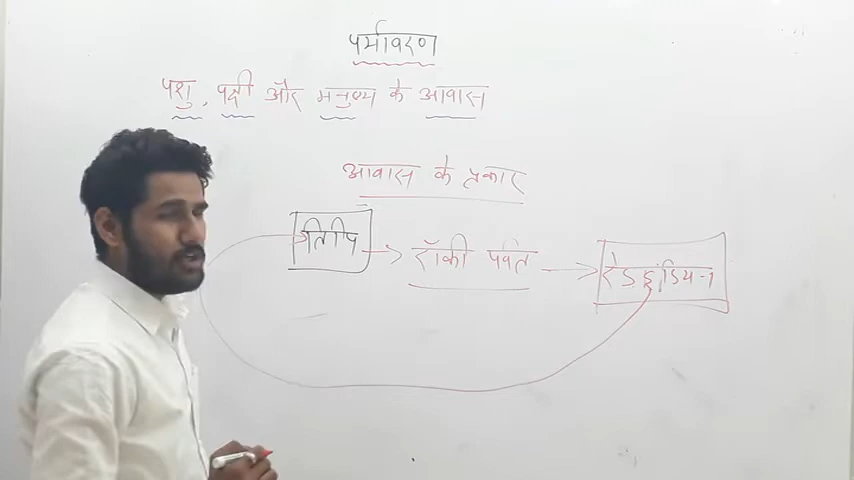 पर्यावरण
पशु, पक्षी और मनुष्य के आवास
आवास के प्रकार
रॉकी पर्वत रेड इंडियन